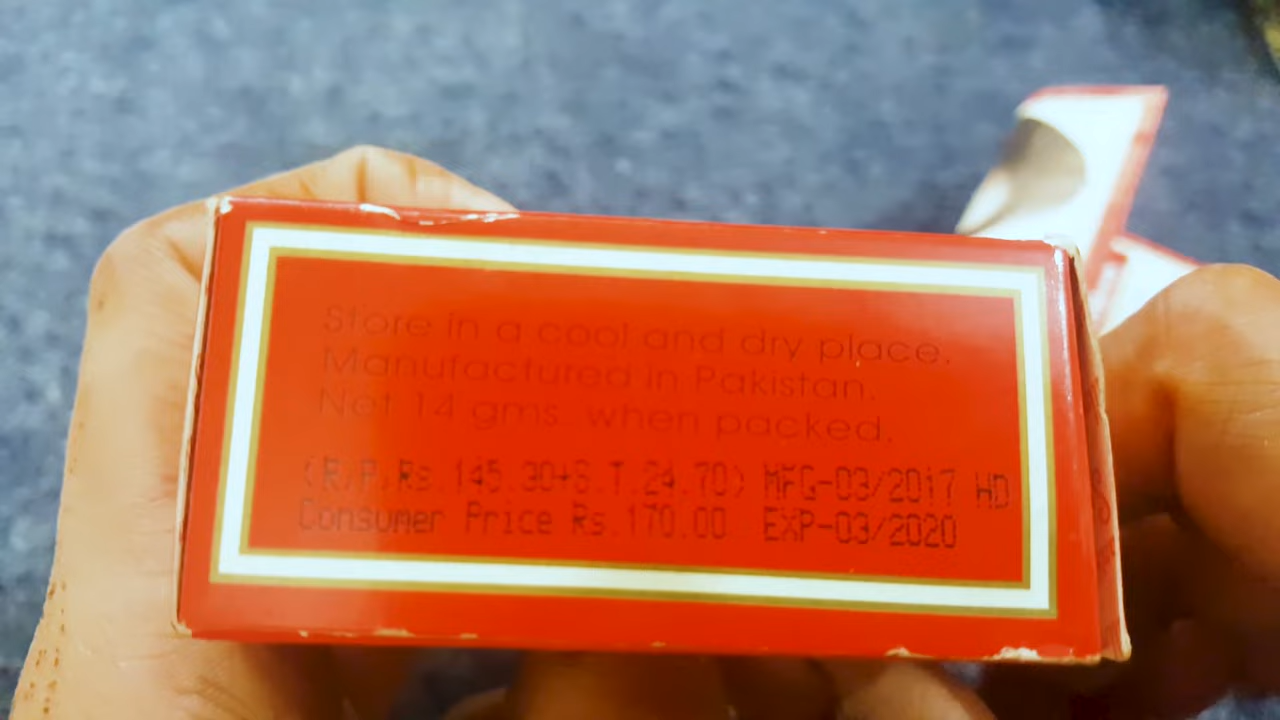 Store in a cool and dry place.
Manufactured in Pakistan.
Net 14 gms. when packed.
(R.P.Rs.145.30+S.T.24.70) MFG-03/2017 HD
Consumer Price Rs.170.00 EXP-03/2020